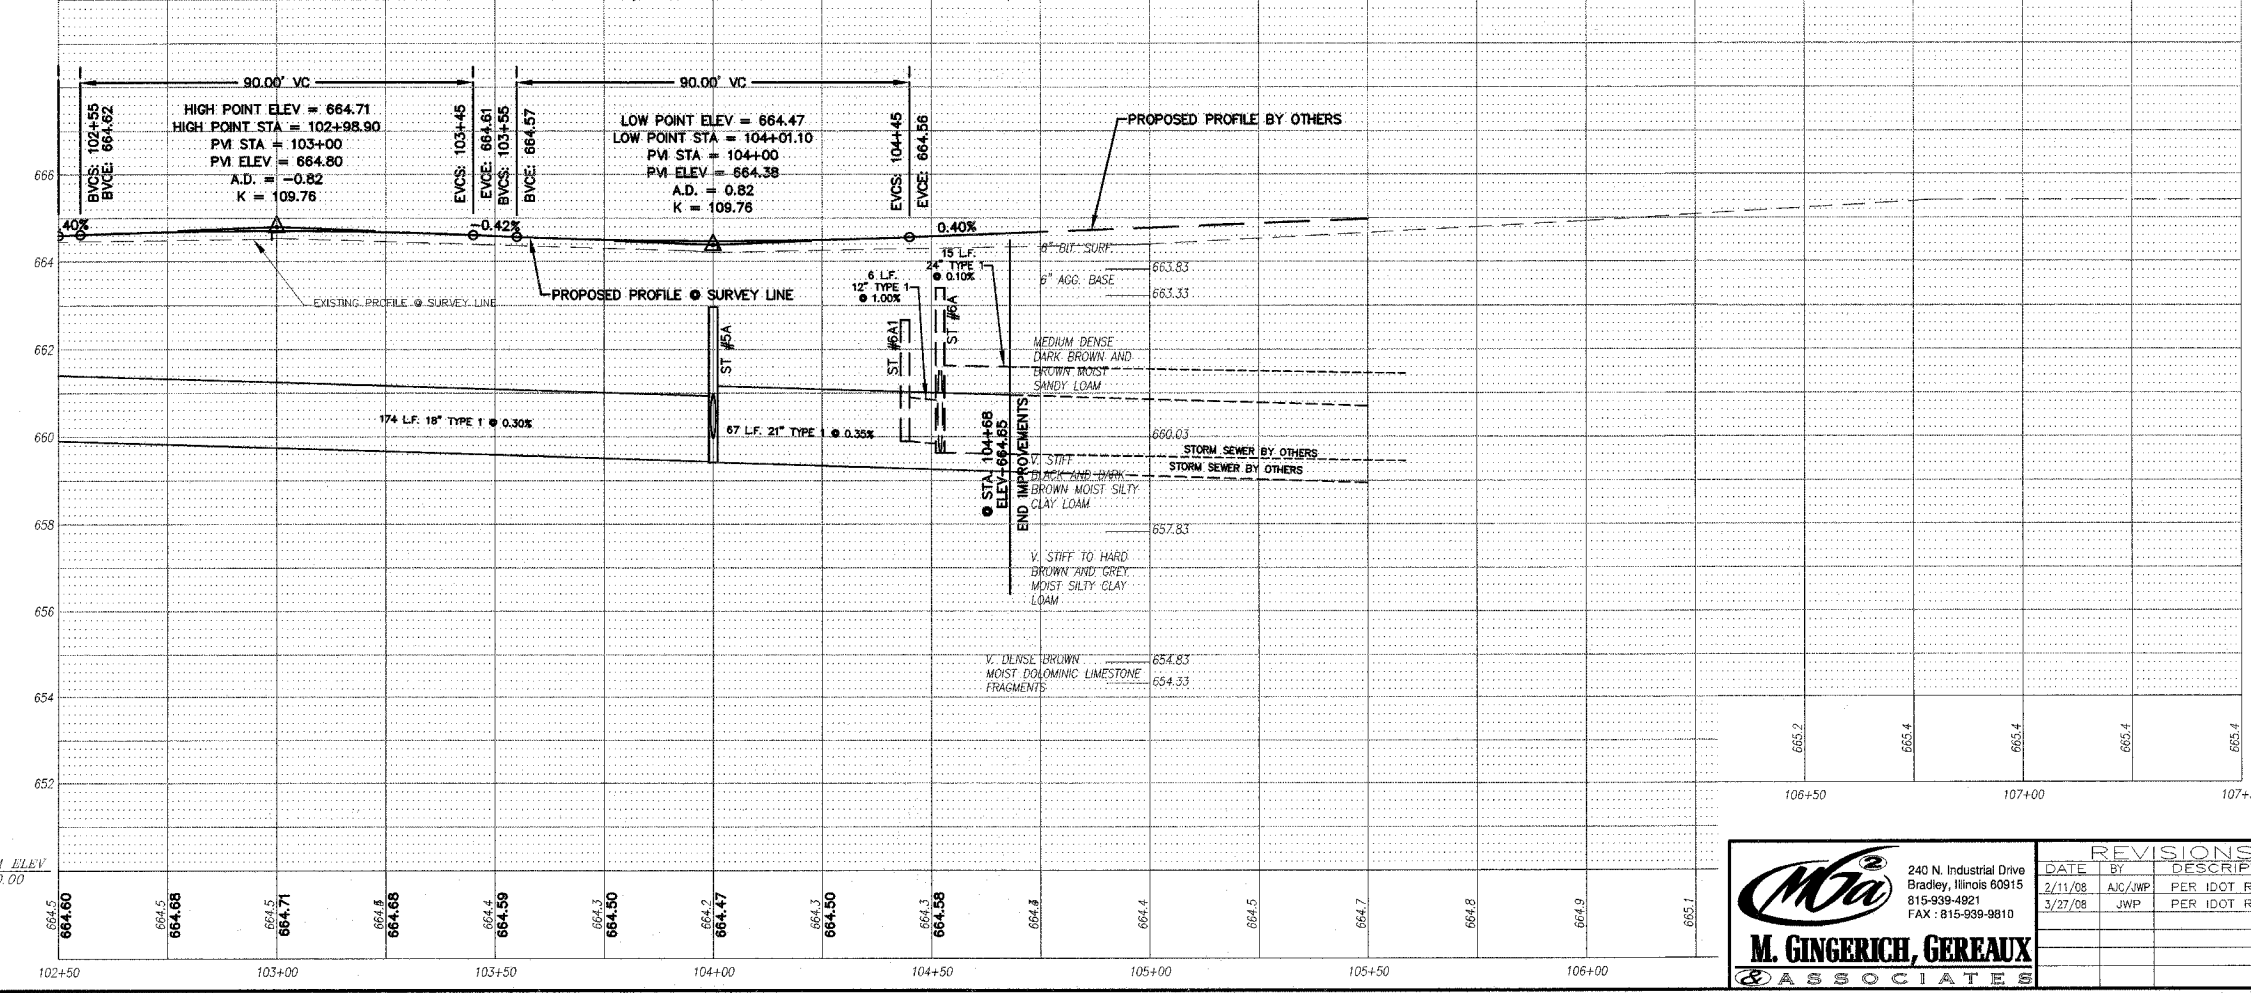 90.00' VC
HIGH POINT ELEV = 664.71
HIGH POINT STA = 102+98.90
PVI STA = 103+00
PVI ELEV = 664.80
A.D. = -0.82
K = 109.76
BVCS: 102+55
BVCE: 664.62
EVCS: 103+45
EVCE: 664.61
BVCS: 103+55
BVCE: 664.57
90.00' VC
LOW POINT ELEV = 664.47
LOW POINT STA = 104+01.10
PVI STA = 104+00
PVI ELEV = 664.38
A.D. = 0.82
K = 109.76
EVCS: 104+45
EVCE: 664.56
PROPOSED PROFILE BY OTHERS
.40%
-0.42%
0.40%
666
664
662
660
658
656
654
652
EXISTING PROFILE @ SURVEY LINE
PROPOSED PROFILE @ SURVEY LINE
15 L.F.
24" TYPE 1
@ 0.10%
6 L.F.
12" TYPE 1
@ 1.00%
ST #5A
ST #6A1
ST #6A
8" BIT. SURF.
663.83
6" AGG. BASE
663.33
MEDIUM DENSE
DARK BROWN AND
BROWN MOIST
SANDY LOAM
174 L.F. 18" TYPE 1 @ 0.30%
67 L.F. 21" TYPE 1 @ 0.35%
660.03
STORM SEWER BY OTHERS
STORM SEWER BY OTHERS
@ STA. 104+68
ELEV=664.65
END IMPROVEMENTS
V. STIFF
BLACK AND DARK
BROWN MOIST SILTY
CLAY LOAM
657.83
V. STIFF TO HARD
BROWN AND GREY
MOIST SILTY CLAY
LOAM
V. DENSE BROWN
MOIST DOLOMINIC LIMESTONE
FRAGMENTS
654.83
654.33
665.2
665.4
665.4
665.4
665.4
106+50
107+00
107+
ELEV
0.00
664.5
664.60
664.5
664.68
664.5
664.71
664.68
664.4
664.59
664.3
664.50
664.2
664.47
664.3
664.50
664.3
664.58
664.4
664.5
664.7
664.8
664.9
665.1
102+50
103+00
103+50
104+00
104+50
105+00
105+50
106+00
MGa2
240 N. Industrial Drive
Bradley, Illinois 60915
815-939-4921
FAX : 815-939-9810
M. GINGERICH, GEREAUX
& ASSOCIATES
REVISIONS
DATE BY DESCRIP
2/11/08 AJC/JWP PER IDOT R
3/27/08 JWP PER IDOT R